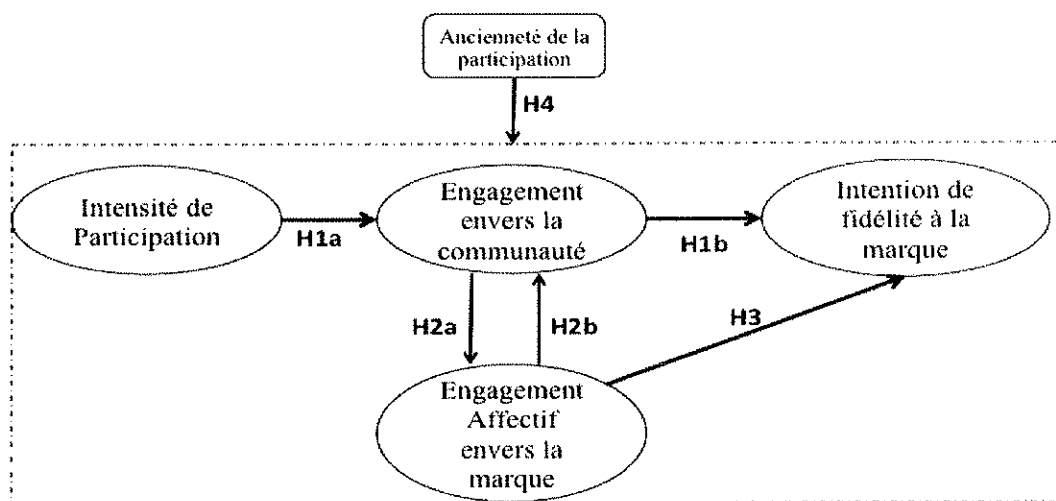 Ancienneté de la
participation
H4
Intensité de
Participation
H1a
Engagement
envers la
communauté
H1b
Intention de
fidélité à la
marque
H2a
H2b
H3
Engagement
Affectif
envers la
marque